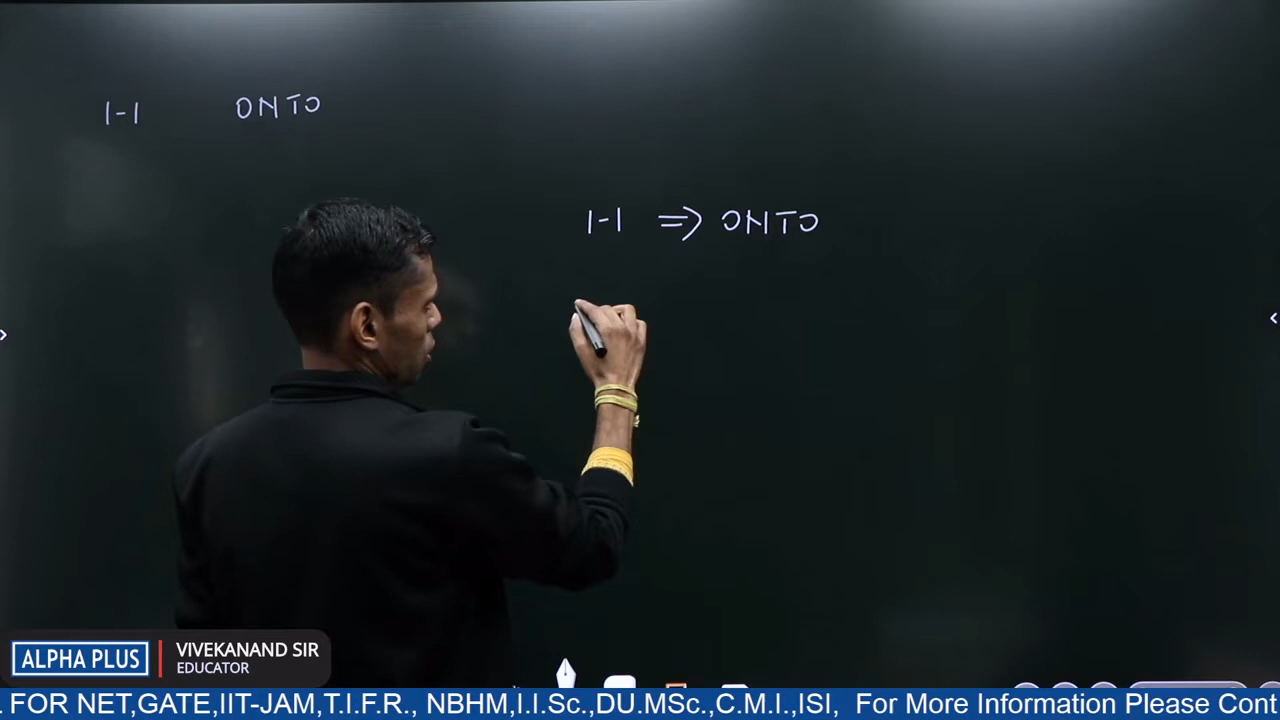 1-1 ONTO
1-1 => ONTO
ALPHA PLUS
VIVEKANAND SIR
EDUCATOR
. FOR NET,GATE,IIT-JAM,T.I.F.R., NBHM,I.I.Sc.,DU.MSc.,C.M.I.,ISI, For More Information Please Cont